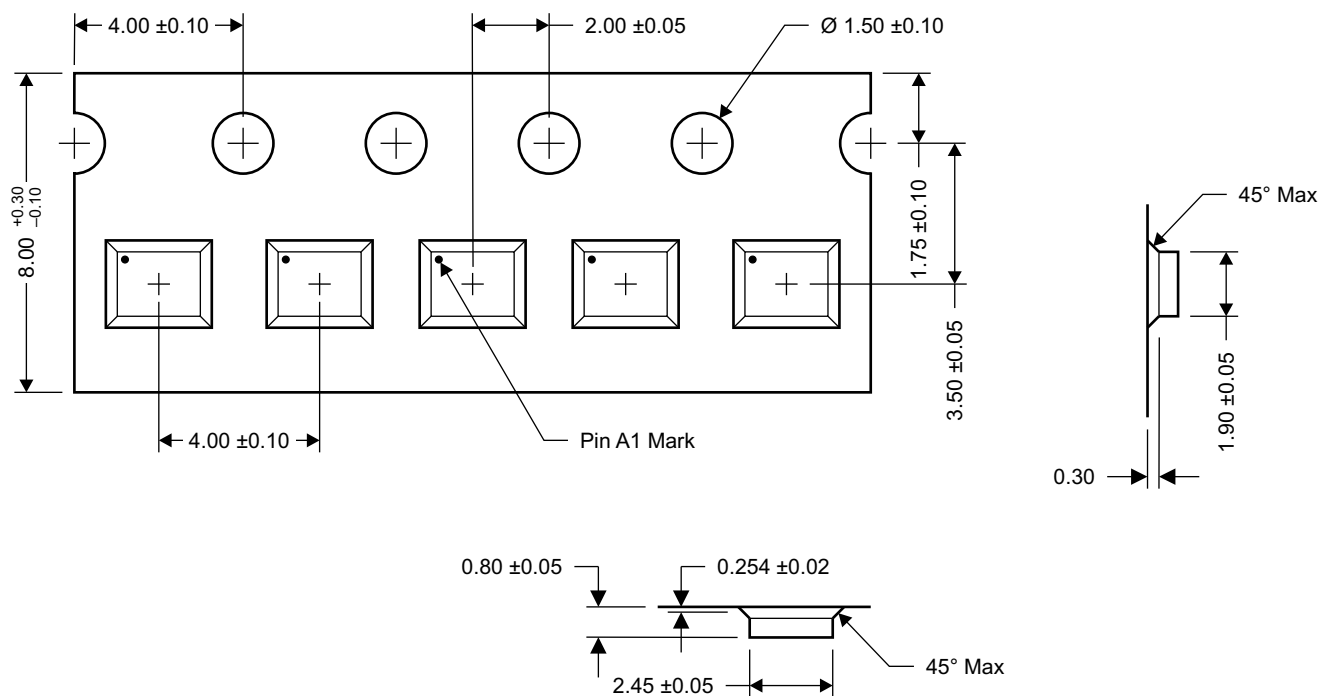 4.00 ±0.10
2.00 ±0.05
Ø 1.50 ±0.10
8.00 +0.30 –0.10
1.75 ±0.10
3.50 ±0.05
45° Max
1.90 ±0.05
0.30
4.00 ±0.10
Pin A1 Mark
0.80 ±0.05
0.254 ±0.02
45° Max
2.45 ±0.05